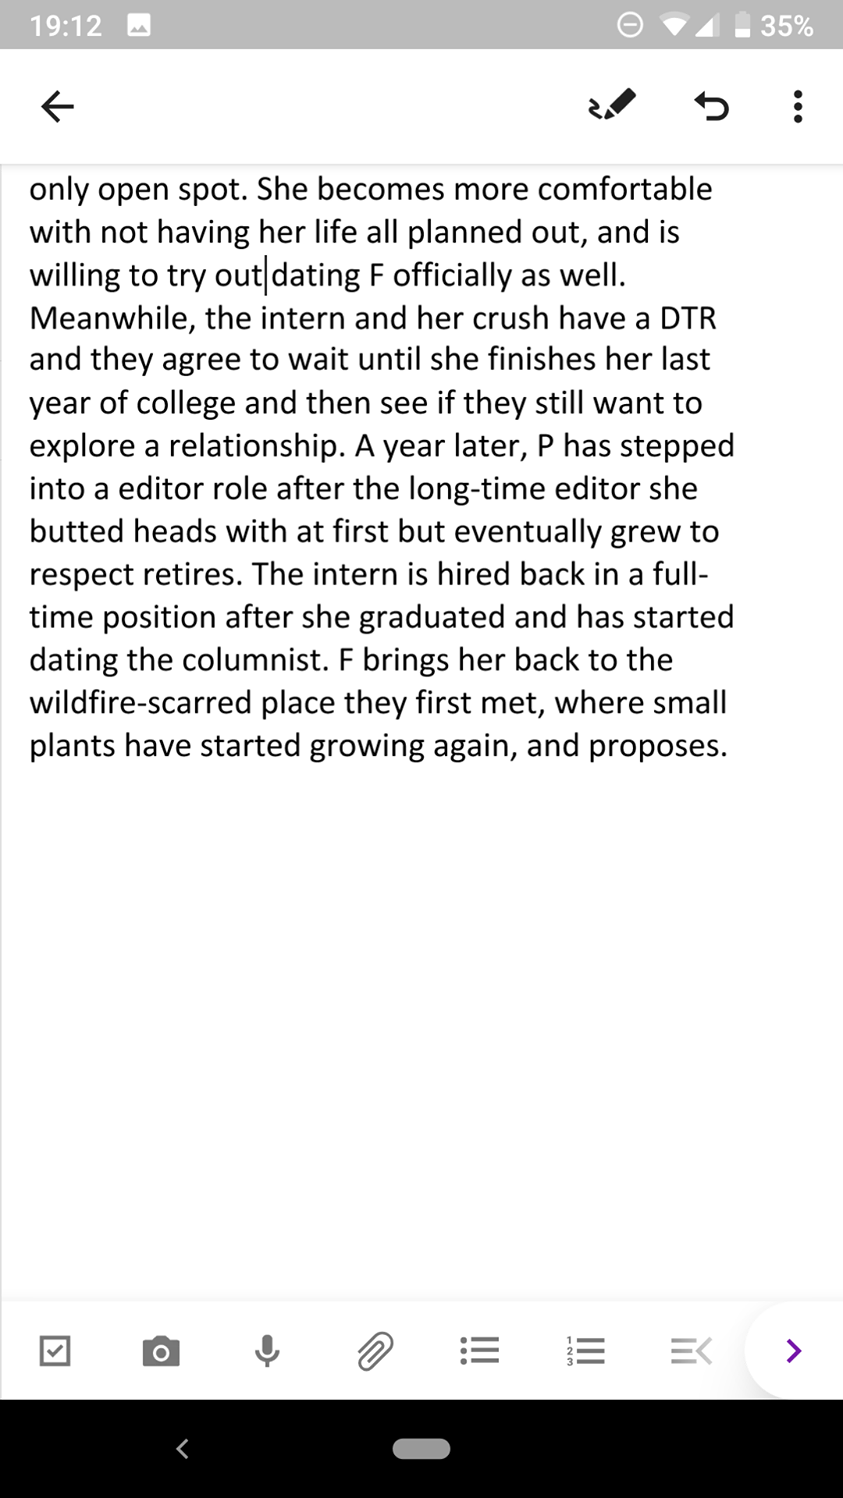 19:12
35%
only open spot. She becomes more comfortable
with not having her life all planned out, and is
willing to try out dating F officially as well.
Meanwhile, the intern and her crush have a DTR
and they agree to wait until she finishes her last
year of college and then see if they still want to
explore a relationship. A year later, P has stepped
into a editor role after the long-time editor she
butted heads with at first but eventually grew to
respect retires. The intern is hired back in a full-
time position after she graduated and has started
dating the columnist. F brings her back to the
wildfire-scarred place they first met, where small
plants have started growing again, and proposes.